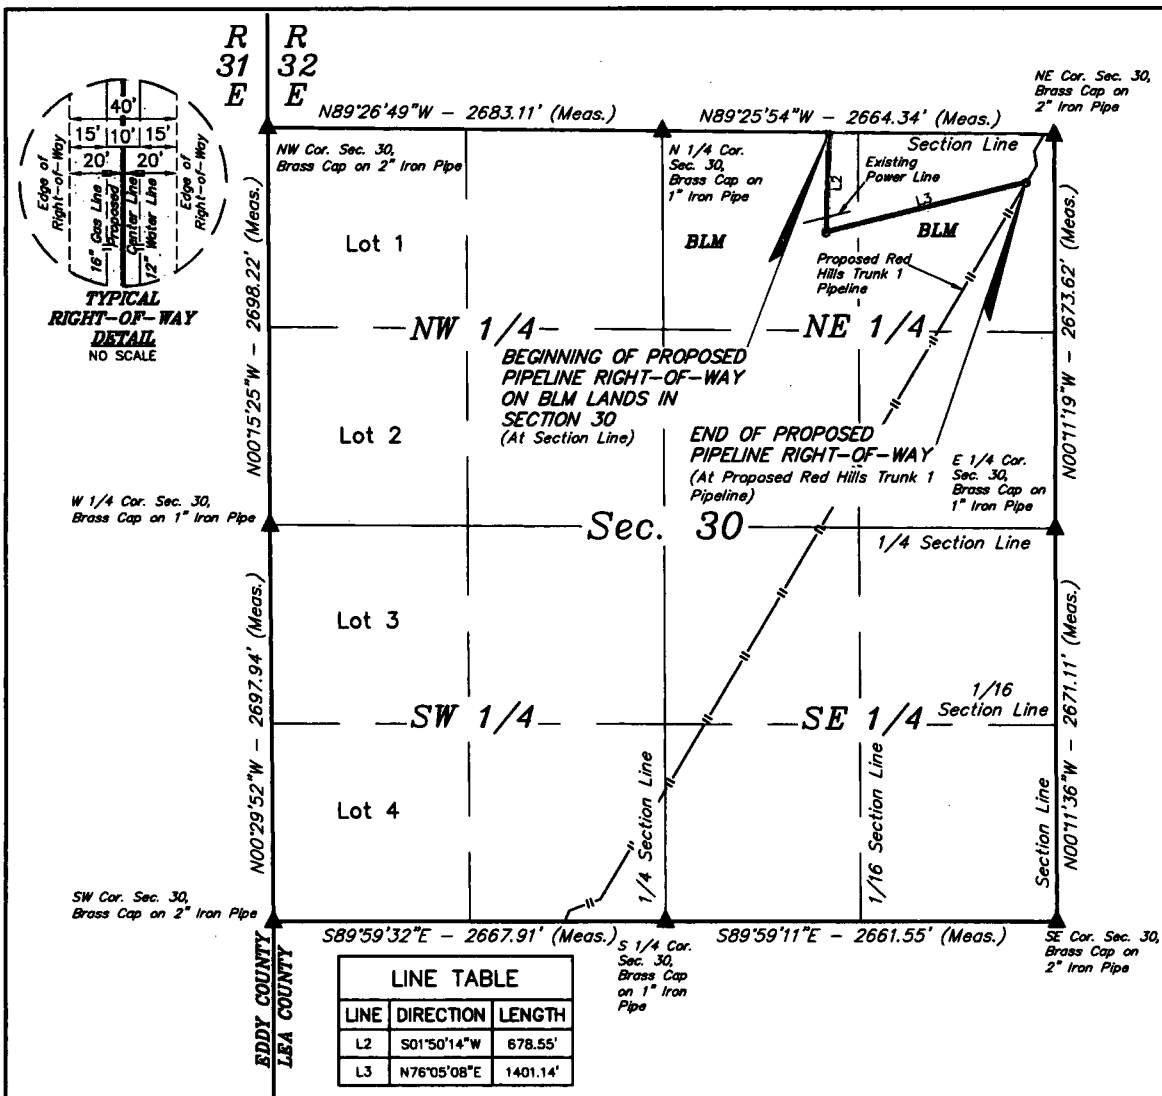 R R
31 32
E E
NE Cor. Sec. 30,
Brass Cap on
2" Iron Pipe
N89°26'49"W - 2683.11' (Meas.)
N89°25'54"W - 2664.34' (Meas.)
Section Line
NW Cor. Sec. 30,
Brass Cap on 2" Iron Pipe
N 1/4 Cor.
Sec. 30,
Brass Cap on
1" Iron Pipe
Existing
Power Line
L2
L3
40'
15' 10' 15'
20' 20'
Edge of
Right-of-Way
16" Gas Line
Proposed
Center Line
12" Water Line
Edge of
Right-of-Way
TYPICAL
RIGHT-OF-WAY
DETAIL
NO SCALE
N00°15'25"W - 2698.22' (Meas.)
Lot 1
BLM
BLM
Proposed Red
Hills Trunk 1
Pipeline
N00°11'19"W - 2673.62' (Meas.)
NW 1/4
NE 1/4
BEGINNING OF PROPOSED
PIPELINE RIGHT-OF-WAY
ON BLM LANDS IN
SECTION 30
(At Section Line)
Lot 2
END OF PROPOSED
PIPELINE RIGHT-OF-WAY
(At Proposed Red Hills Trunk 1
Pipeline)
E 1/4 Cor.
Sec. 30,
Brass Cap on
1" Iron Pipe
W 1/4 Cor. Sec. 30,
Brass Cap on 1" Iron Pipe
Sec. 30
1/4 Section Line
N00°29'52"W - 2697.94' (Meas.)
Lot 3
N00°11'36"W - 2671.11' (Meas.)
SW 1/4
SE 1/4
1/16
Section Line
Lot 4
1/4 Section Line
1/16 Section Line
Section Line
SW Cor. Sec. 30,
Brass Cap on 2" Iron Pipe
S89°59'32"E - 2667.91' (Meas.)
S 1/4 Cor.
Sec. 30,
Brass Cap
on 1" Iron
Pipe
S89°59'11"E - 2661.55' (Meas.)
SE Cor. Sec. 30,
Brass Cap on
2" Iron Pipe
EDDY COUNTY
LEA COUNTY
LINE TABLE
LINE DIRECTION LENGTH
L2 S01°50'14"W 678.55'
L3 N76°05'08"E 1401.14'